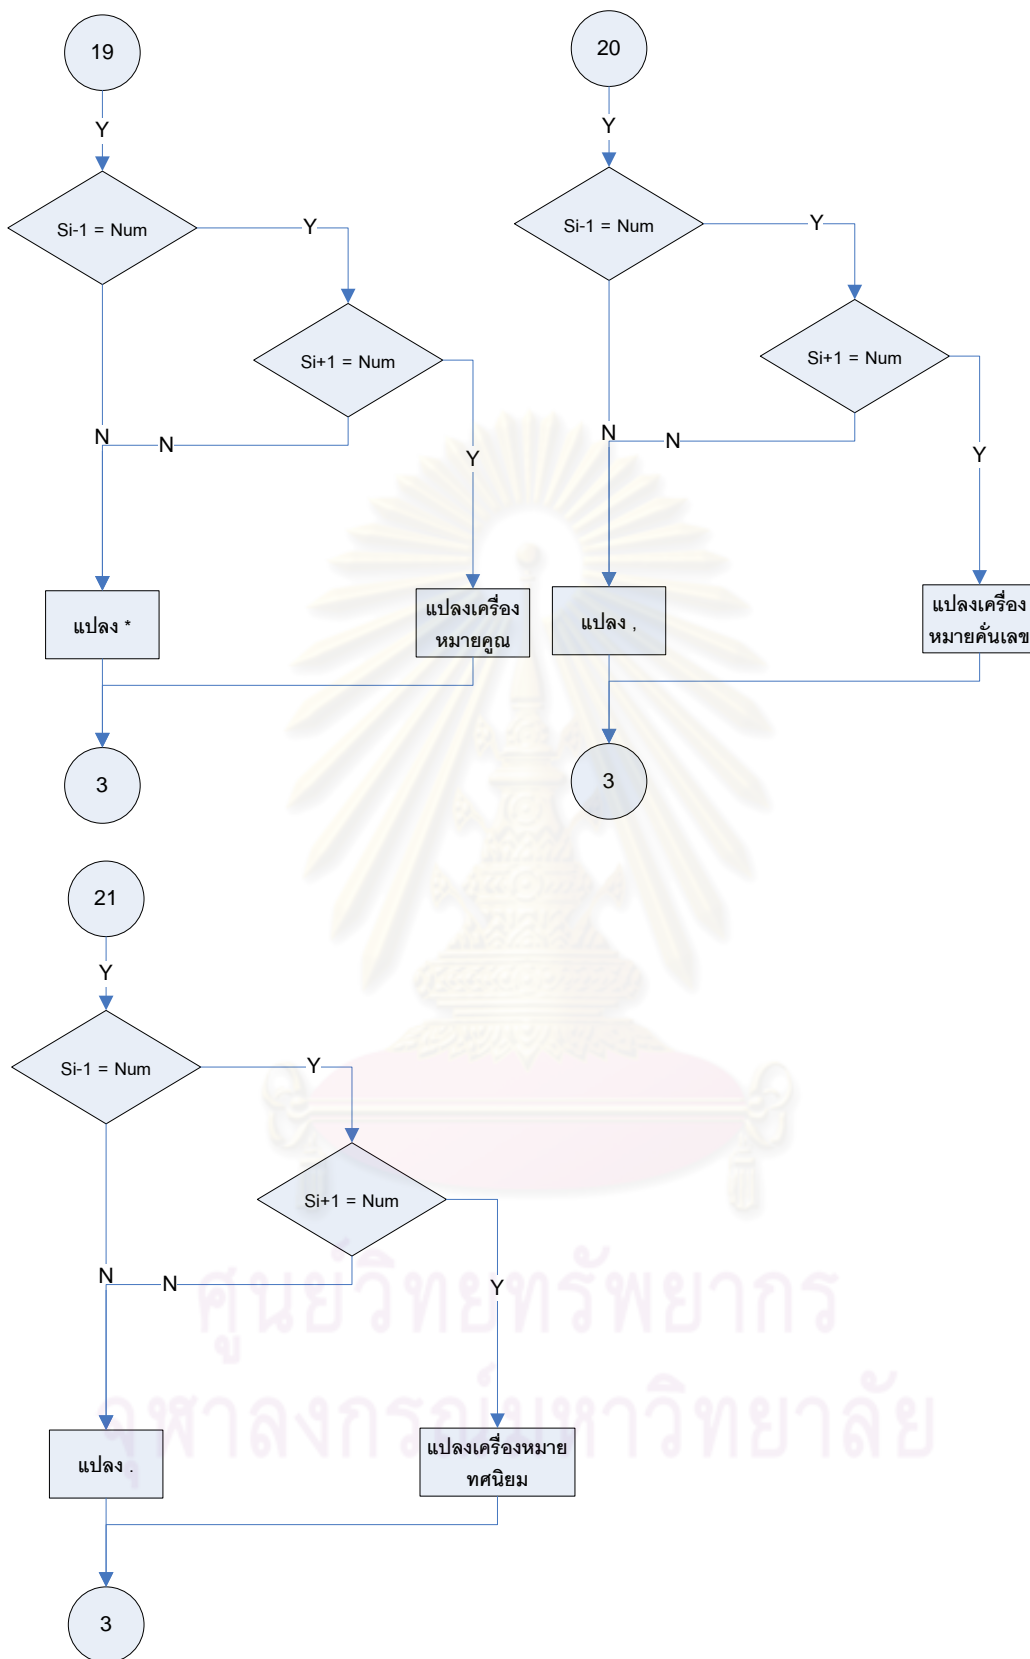 19
Y
Si-1 = Num
Y
Si+1 = Num
N
N
Y
แปลง *
แปลงเครื่อง
หมายคูณ
3
20
Y
Si-1 = Num
Y
Si+1 = Num
N
N
Y
แปลง ,
แปลงเครื่อง
หมายคั่นเลข
3
21
Y
Si-1 = Num
Y
Si+1 = Num
N
N
Y
แปลง .
แปลงเครื่องหมาย
ทศนิยม
3
ศูนย์วิทยทรัพยากร
จุฬาลงกรณ์มหาวิทยาลัย